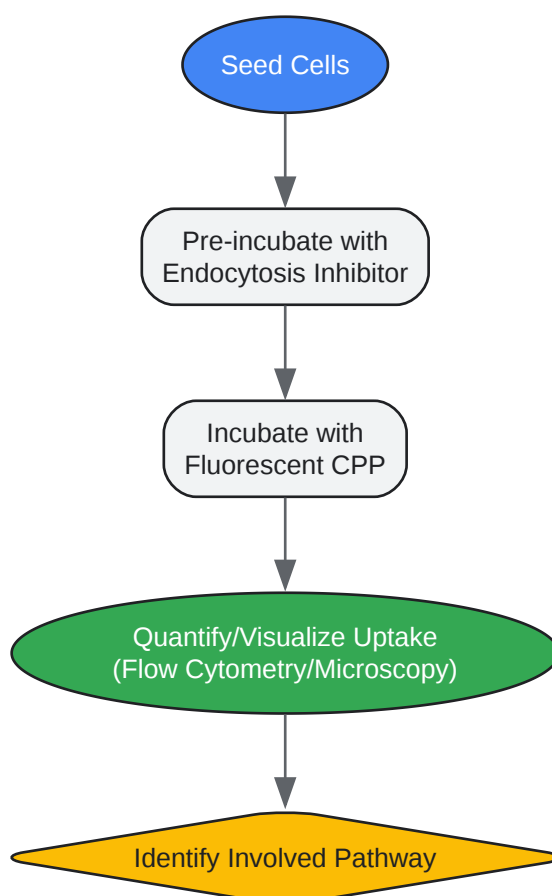 Seed Cells
Pre-incubate with
Endocytosis Inhibitor
Incubate with
Fluorescent CPP
Quantify/Visualize Uptake
(Flow Cytometry/Microscopy)
Identify Involved Pathway